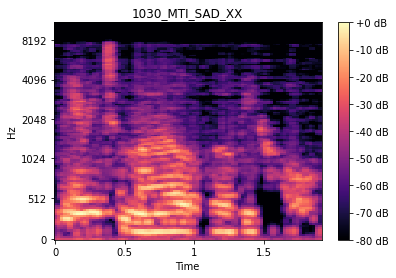 1030_MTI_SAD_XX
8192
4096
2048
1024
512
0
Hz
0
0.5
1
1.5
Time
+0 dB
-10 dB
-20 dB
-30 dB
-40 dB
-50 dB
-60 dB
-70 dB
-80 dB